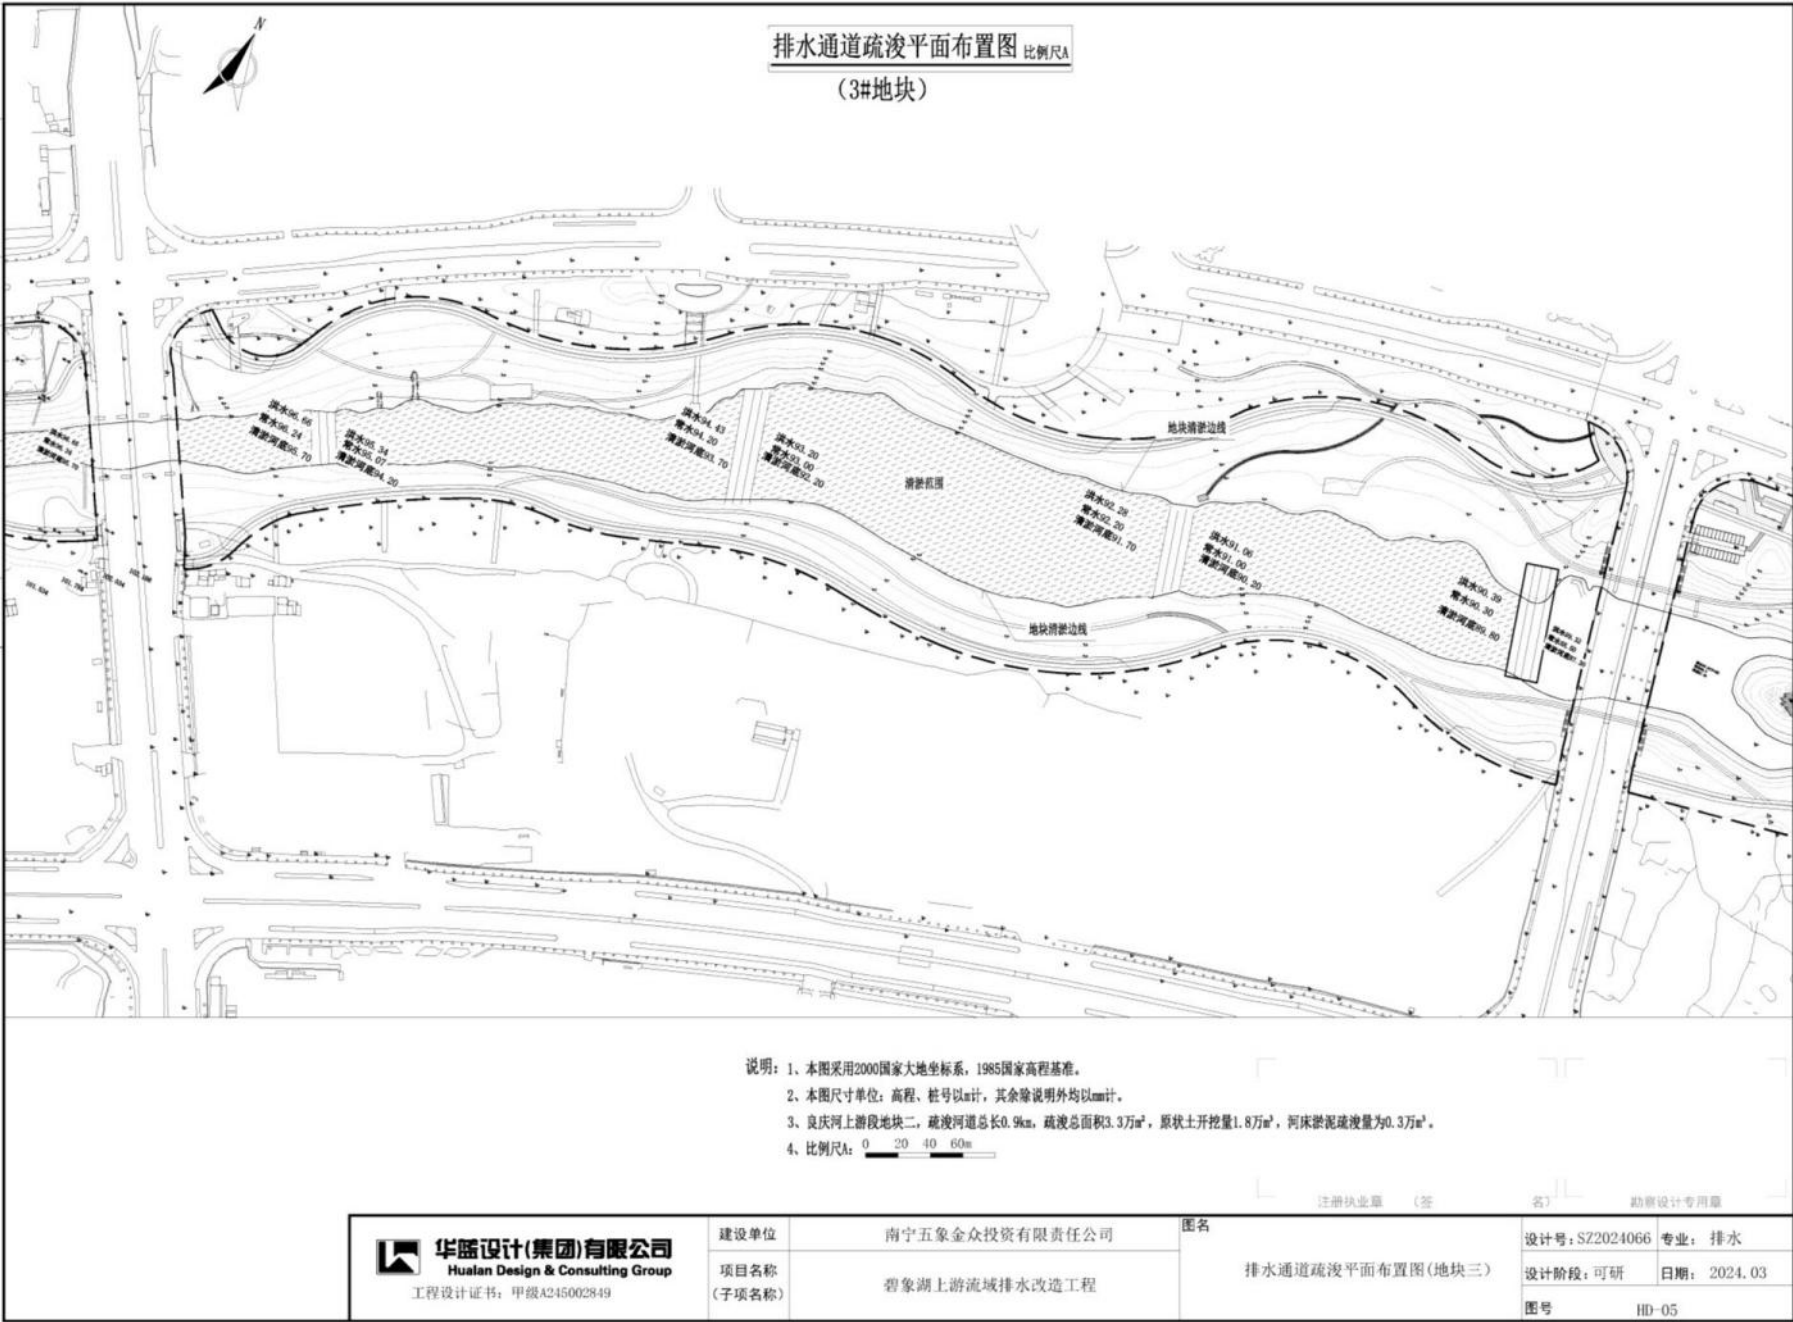 N
排水通道疏浚平面布置图 比例尺A
（3#地块）
洪水96.66
常水96.24
清淤河底95.70
洪水95.34
常水95.07
清淤河底94.20
洪水94.43
常水94.20
清淤河底93.70
洪水93.20
常水93.00
清淤河底92.20
清淤范围
地块清淤边线
洪水92.28
常水92.20
清淤河底91.70
洪水91.06
常水91.00
清淤河底90.20
洪水90.39
常水90.30
清淤河底89.80
地块清淤边线
说明：1、本图采用2000国家大地坐标系，1985国家高程基准。
2、本图尺寸单位：高程、桩号以m计，其余除说明外均以mm计。
3、良庆河上游段地块二，疏浚河道总长0.9km，疏浚总面积3.3万m²，原状土开挖量1.8万m³，河床淤泥疏浚量为0.3万m³。
4、比例尺A: 0 20 40 60m
注册执业章 （签 名） 勘察设计专用章
华蓝设计(集团)有限公司
Hualan Design & Consulting Group
工程设计证书：甲级A245002849
建设单位 南宁五象金众投资有限责任公司
项目名称
（子项名称）
碧象湖上游流域排水改造工程
图名
排水通道疏浚平面布置图(地块三)
设计号：SZ2024066 专业：排水
设计阶段：可研 日期：2024.03
图号 HD-05